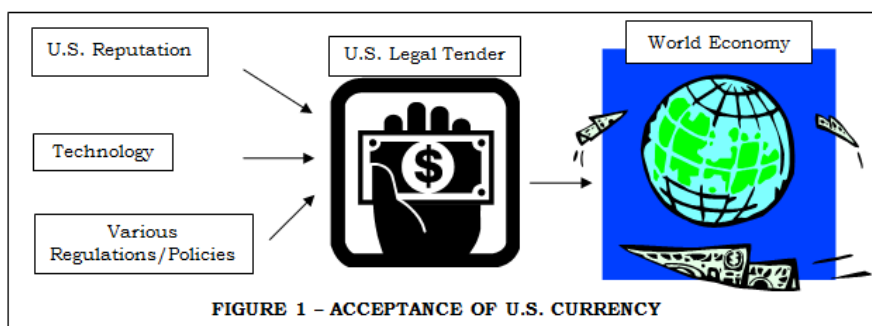 U.S. Reputation
U.S. Legal Tender
World Economy
Technology
$
Various
Regulations/Policies
FIGURE 1 – ACCEPTANCE OF U.S. CURRENCY